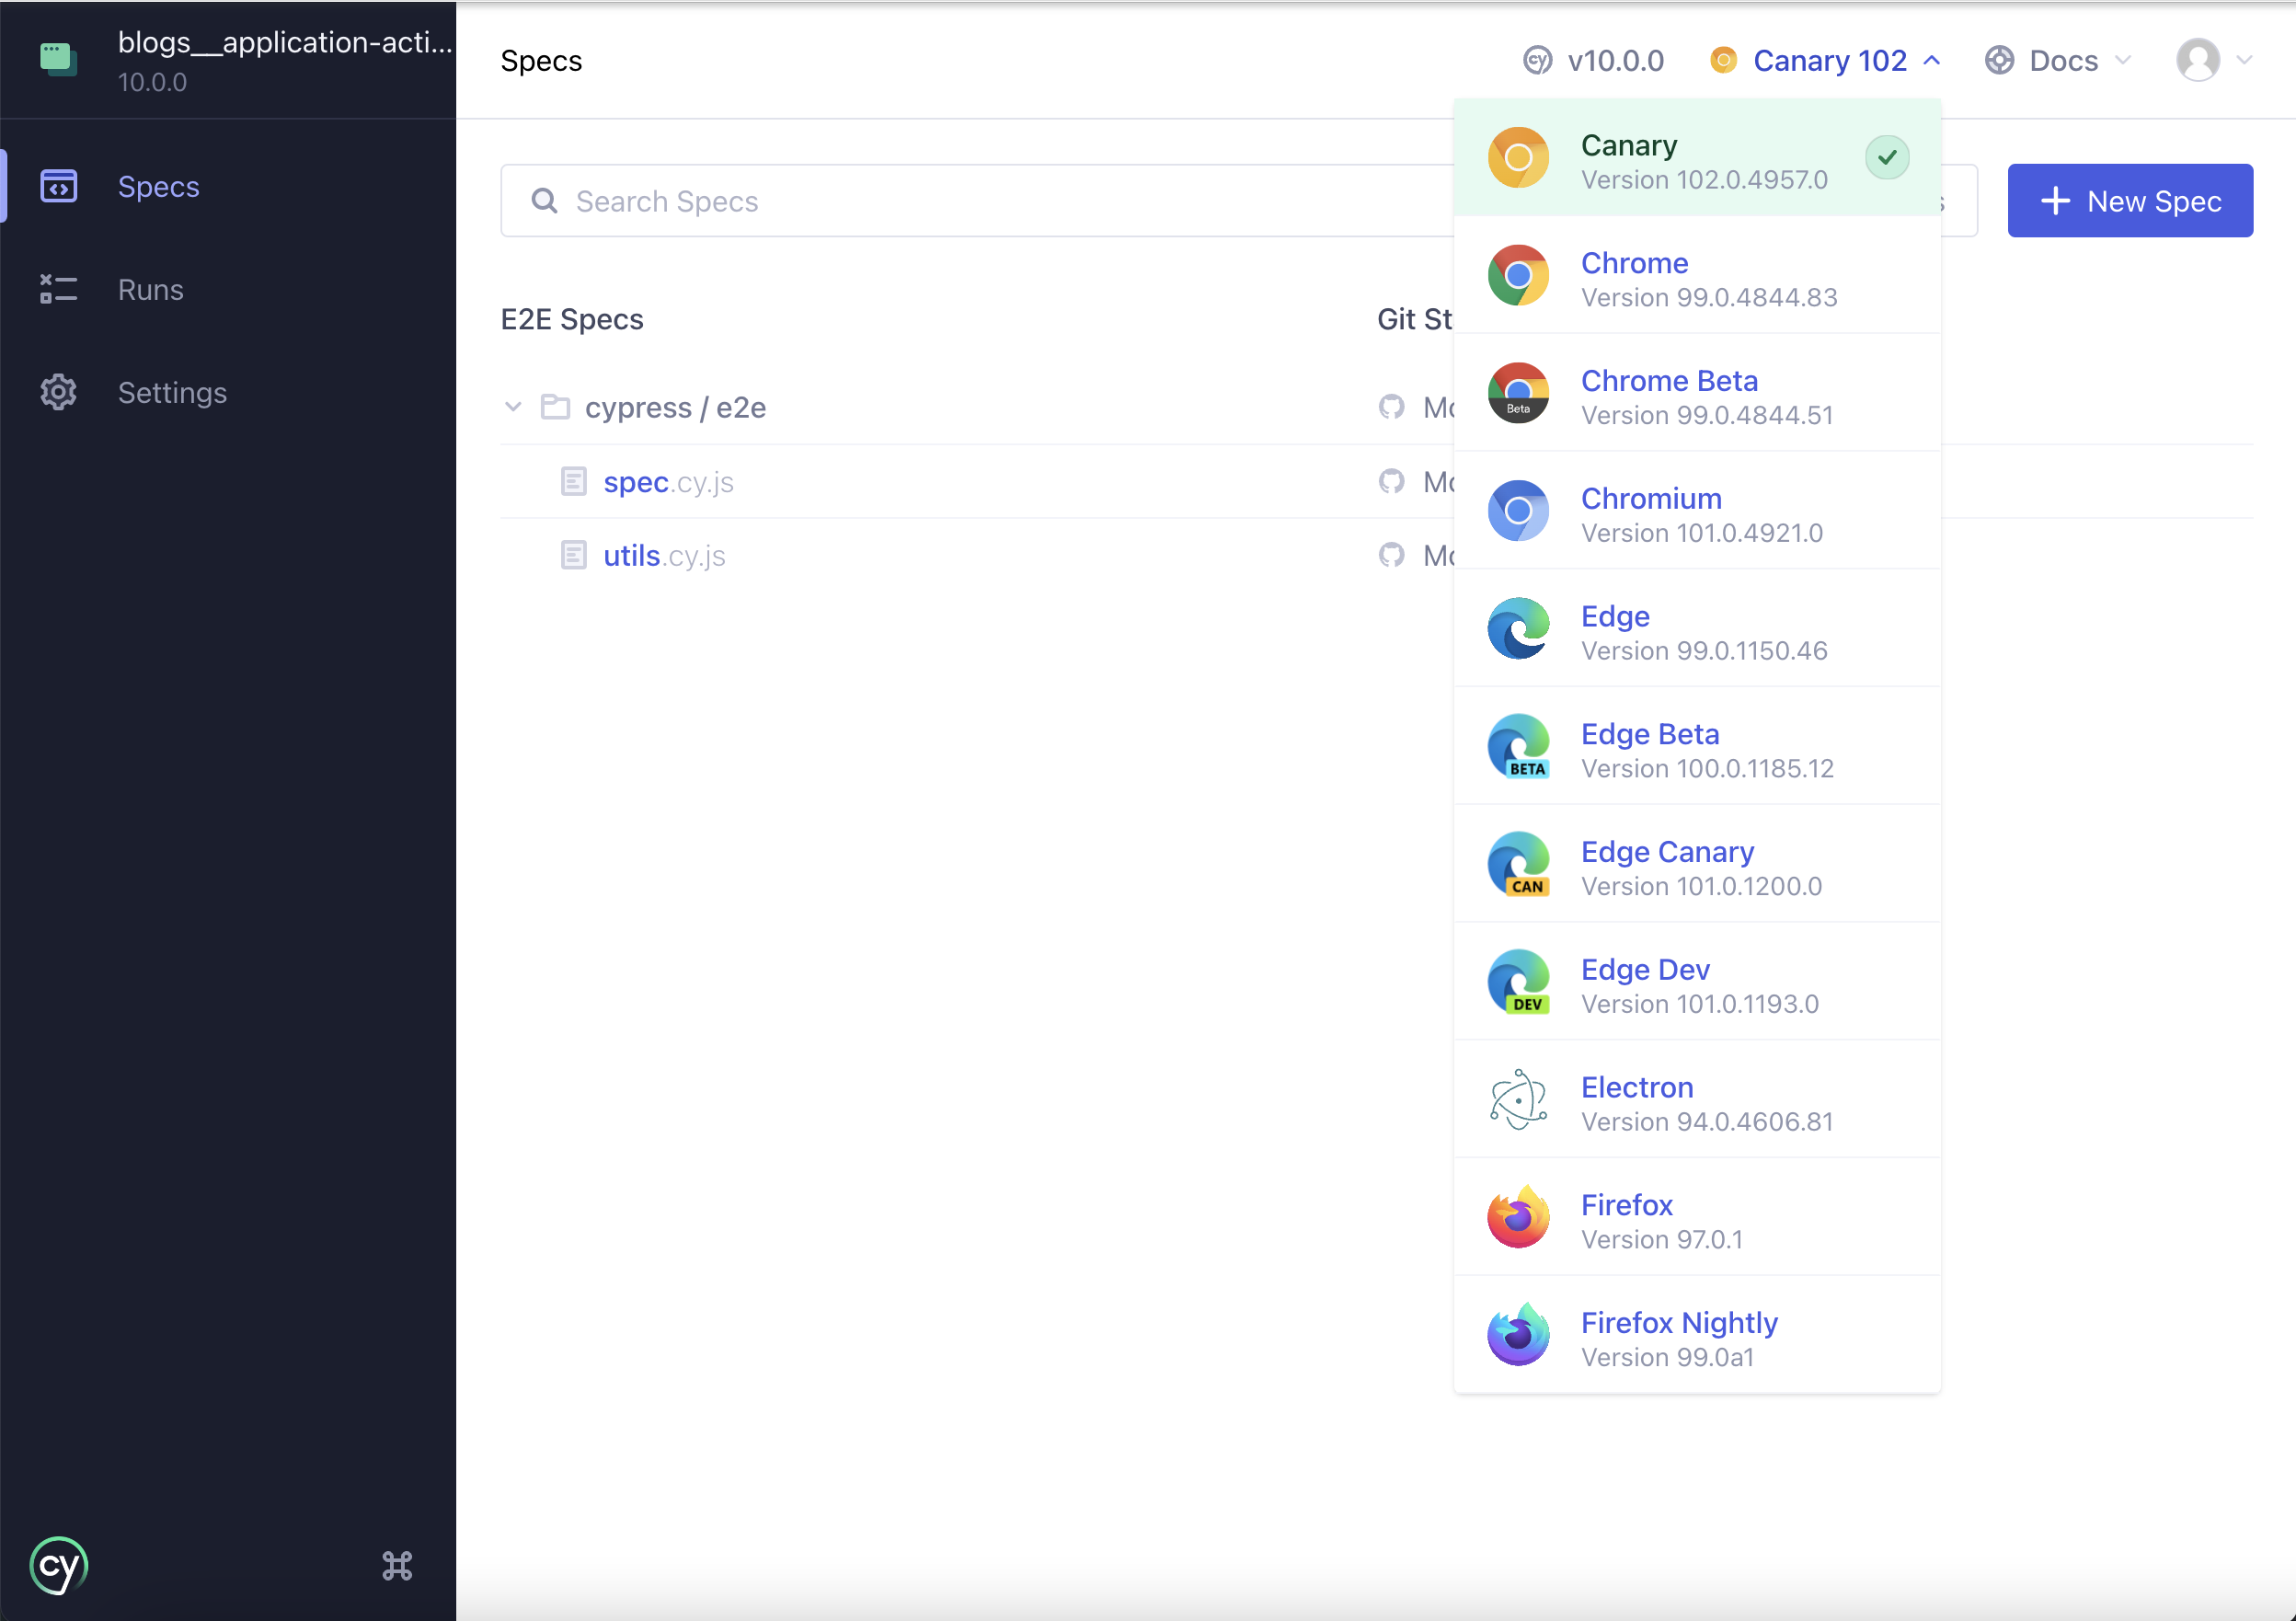 blogs__application-acti...
10.0.0
Specs
Runs
Settings
cy
Specs
cy v10.0.0
Canary 102
Docs
Search Specs
New Spec
E2E Specs
Git St
cypress / e2e
spec.cy.js
utils.cy.js
Canary
Version 102.0.4957.0
Chrome
Version 99.0.4844.83
Beta
Chrome Beta
Version 99.0.4844.51
Chromium
Version 101.0.4921.0
Edge
Version 99.0.1150.46
BETA
Edge Beta
Version 100.0.1185.12
CAN
Edge Canary
Version 101.0.1200.0
DEV
Edge Dev
Version 101.0.1193.0
Electron
Version 94.0.4606.81
Firefox
Version 97.0.1
Firefox Nightly
Version 99.0a1